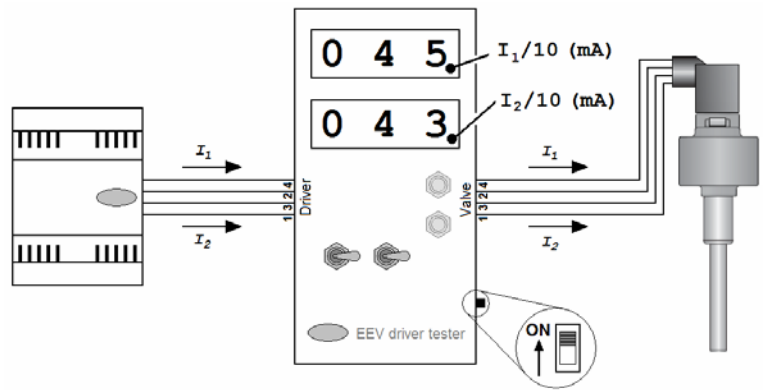 0 4 5.
I1/10 (mA)
0 4 3.
I2/10 (mA)
I1
I2
4
2
3
1
Driver
Valve
4
2
3
1
I1
I2
EEV driver tester
ON